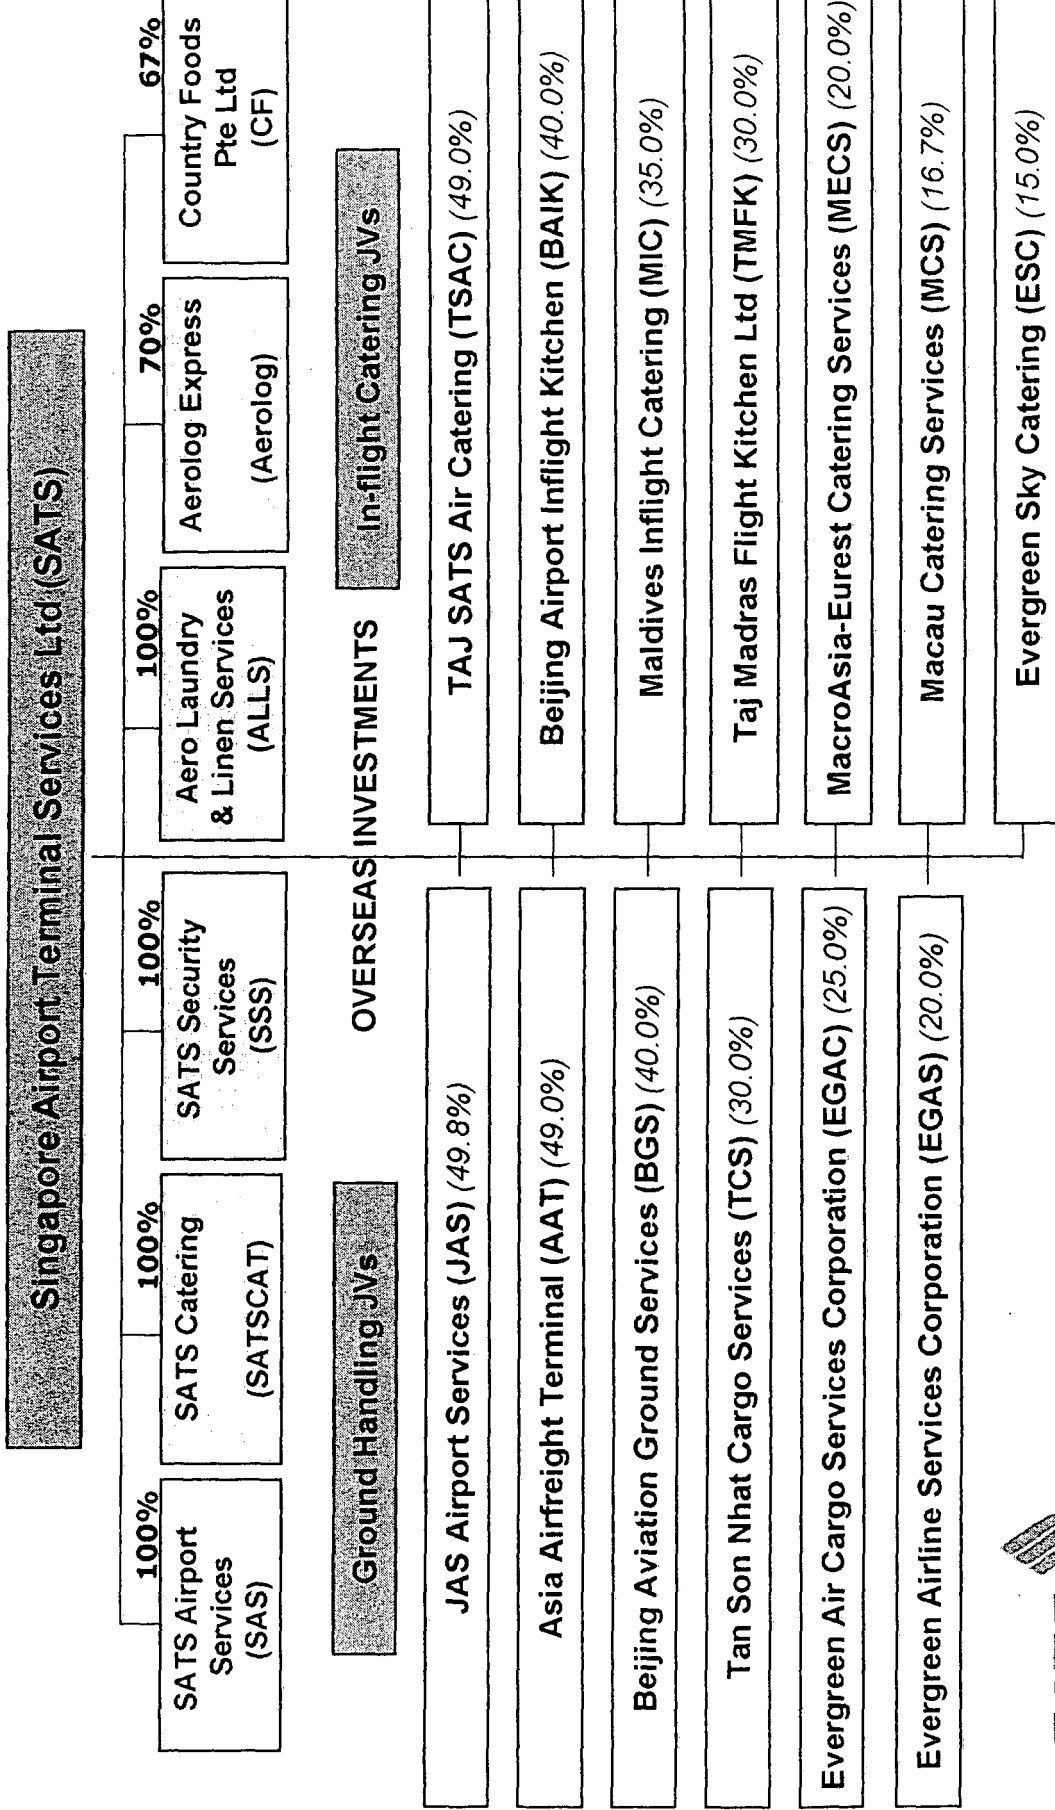 Singapore Airport Terminal Services Ltd (SATS)
100%
SATS Airport
Services
(SAS)
100%
SATS Catering
(SATSCAT)
100%
SATS Security
Services
(SSS)
100%
Aero Laundry
& Linen Services
(ALLS)
70%
Aerolog Express
(Aerolog)
67%
Country Foods
Pte Ltd
(CF)
OVERSEAS INVESTMENTS
Ground Handling JVs
JAS Airport Services (JAS) (49.8%)
Asia Airfreight Terminal (AAT) (49.0%)
Beijing Aviation Ground Services (BGS) (40.0%)
Tan Son Nhat Cargo Services (TCS) (30.0%)
Evergreen Air Cargo Services Corporation (EGAC) (25.0%)
Evergreen Airline Services Corporation (EGAS) (20.0%)
In-flight Catering JVs
TAJ SATS Air Catering (TSAC) (49.0%)
Beijing Airport Inflight Kitchen (BAIK) (40.0%)
Maldives Inflight Catering (MIC) (35.0%)
Taj Madras Flight Kitchen Ltd (TMFK) (30.0%)
MacroAsia-Eurest Catering Services (MECS) (20.0%)
Macau Catering Services (MCS) (16.7%)
Evergreen Sky Catering (ESC) (15.0%)